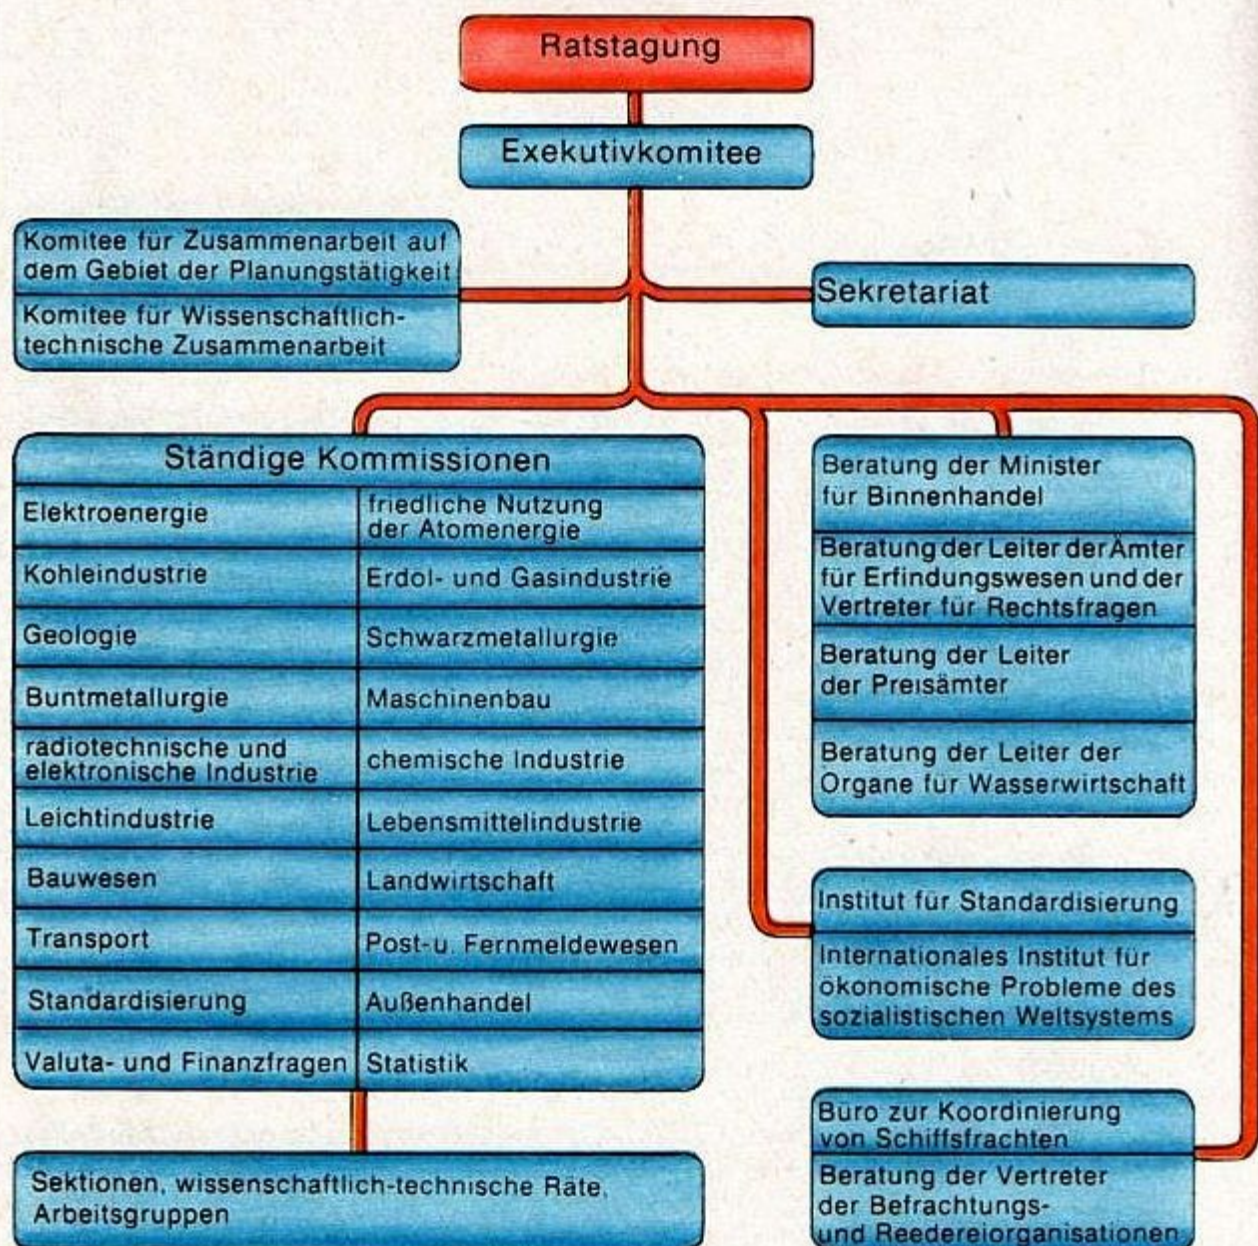 Ratstagung
Exekutivkomitee
Komitee für Zusammenarbeit auf
dem Gebiet der Planungstätigkeit
Komitee für Wissenschaftlich-
technische Zusammenarbeit
Sekretariat
Ständige Kommissionen
Elektroenergie
friedliche Nutzung
der Atomenergie
Kohleindustrie
Erdol- und Gasindustrie
Geologie
Schwarzmetallurgie
Buntmetallurgie
Maschinenbau
radiotechnische und
elektronische Industrie
chemische Industrie
Leichtindustrie
Lebensmittelindustrie
Bauwesen
Landwirtschaft
Transport
Post- u. Fernmeldewesen
Standardisierung
Außenhandel
Valuta- und Finanzfragen
Statistik
Sektionen, wissenschaftlich-technische Räte,
Arbeitsgruppen
Beratung der Minister
für Binnenhandel
Beratung der Leiter der Ämter
für Erfindungswesen und der
Vertreter für Rechtsfragen
Beratung der Leiter
der Preisämter
Beratung der Leiter der
Organe für Wasserwirtschaft
Institut für Standardisierung
Internationales Institut für
ökonomische Probleme des
sozialistischen Weltsystems
Büro zur Koordinierung
von Schiffsfrachten
Beratung der Vertreter
der Befrachtungs-
und Reedereiorganisationen